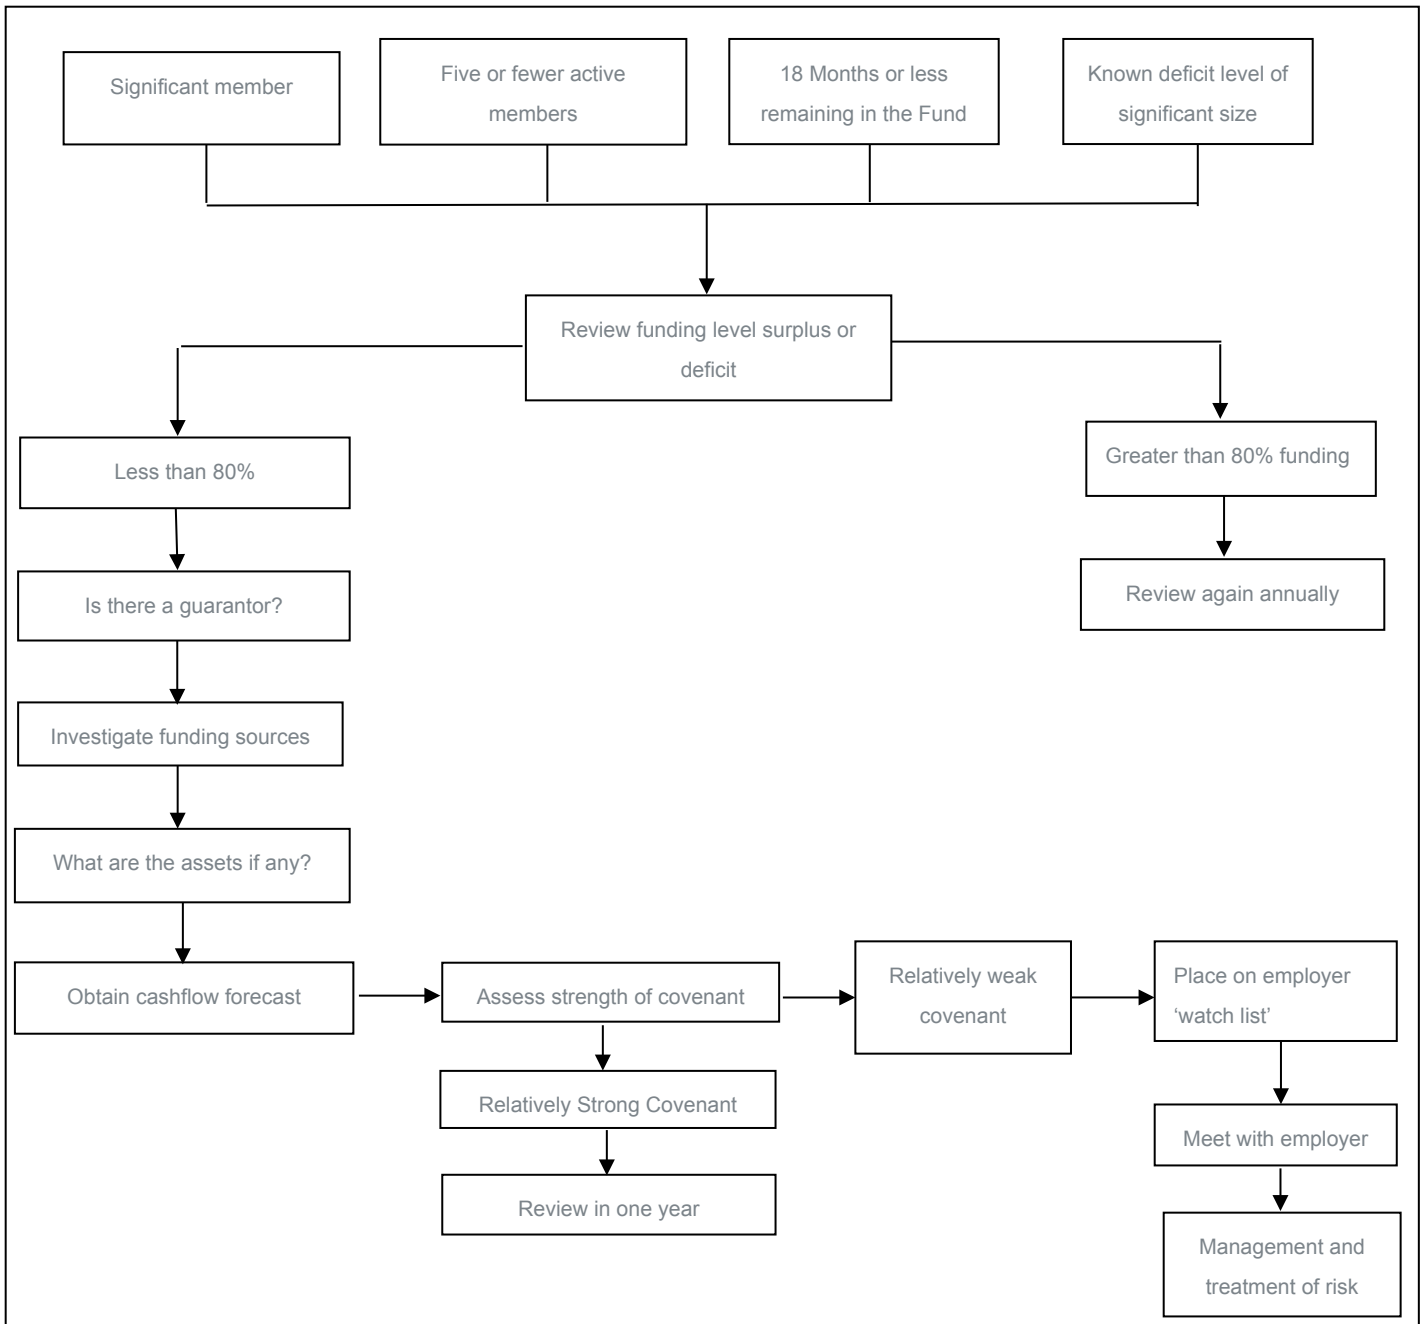 Significant member
Five or fewer active
members
18 Months or less
remaining in the Fund
Known deficit level of
significant size
Review funding level surplus or
deficit
Less than 80%
Greater than 80% funding
Is there a guarantor?
Review again annually
Investigate funding sources
What are the assets if any?
Obtain cashflow forecast
Assess strength of covenant
Relatively weak
covenant
Place on employer
‘watch list’
Relatively Strong Covenant
Meet with employer
Review in one year
Management and
treatment of risk